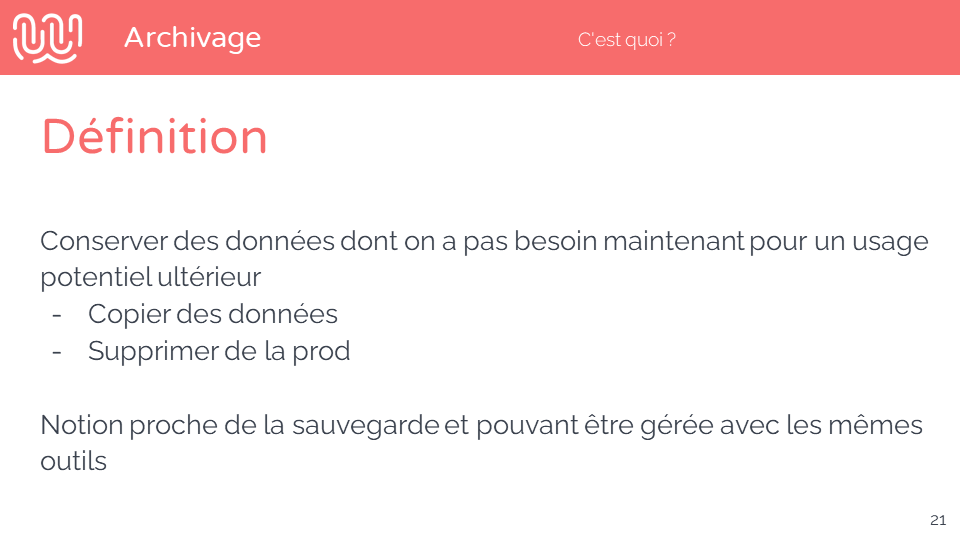 Archivage
C'est quoi ?
Définition
Conserver des données dont on a pas besoin maintenant pour un usage
potentiel ultérieur
- Copier des données
- Supprimer de la prod
Notion proche de la sauvegarde et pouvant être gérée avec les mêmes
outils
21